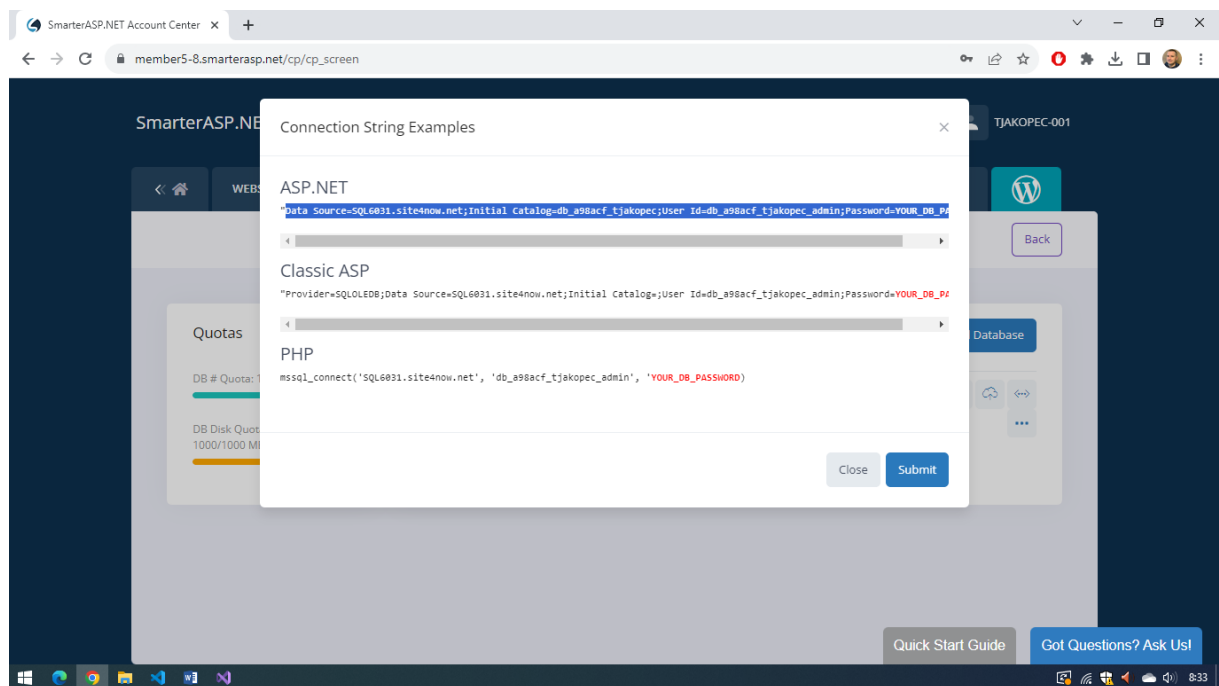 SmarterASP.NET Account Center
member5-8.smarterasp.net/cp/cp_screen
SmarterASP.NE
TJAKOPEC-001
WEBS
Connection String Examples
ASP.NET
"Data Source=SQL6031.site4now.net;Initial Catalog=db_a98acf_tjakopec;User Id=db_a98acf_tjakopec_admin;Password=YOUR_DB_PA
Back
Classic ASP
"Provider=SQLOLEDB;Data Source=SQL6031.site4now.net;Initial Catalog=;User Id=db_a98acf_tjakopec_admin;Password=YOUR_DB_PA
Quotas
Database
PHP
mssql_connect('SQL6031.site4now.net', 'db_a98acf_tjakopec_admin', 'YOUR_DB_PASSWORD)
DB # Quota: 1
DB Disk Quot
1000/1000 M
Close
Submit
Quick Start Guide
Got Questions? Ask Us!
8:33